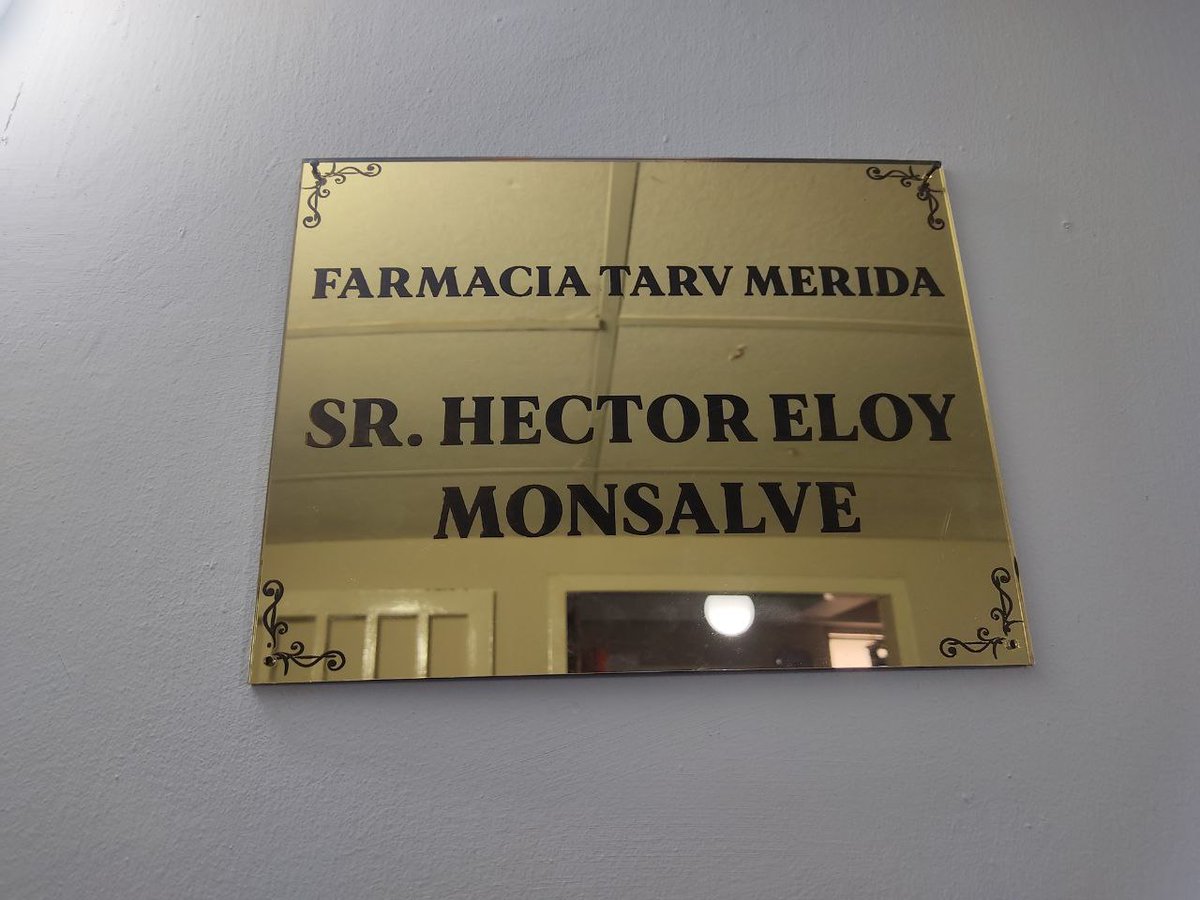 FARMACIA TARV MERIDA
SR. HECTOR ELOY
MONSALVE